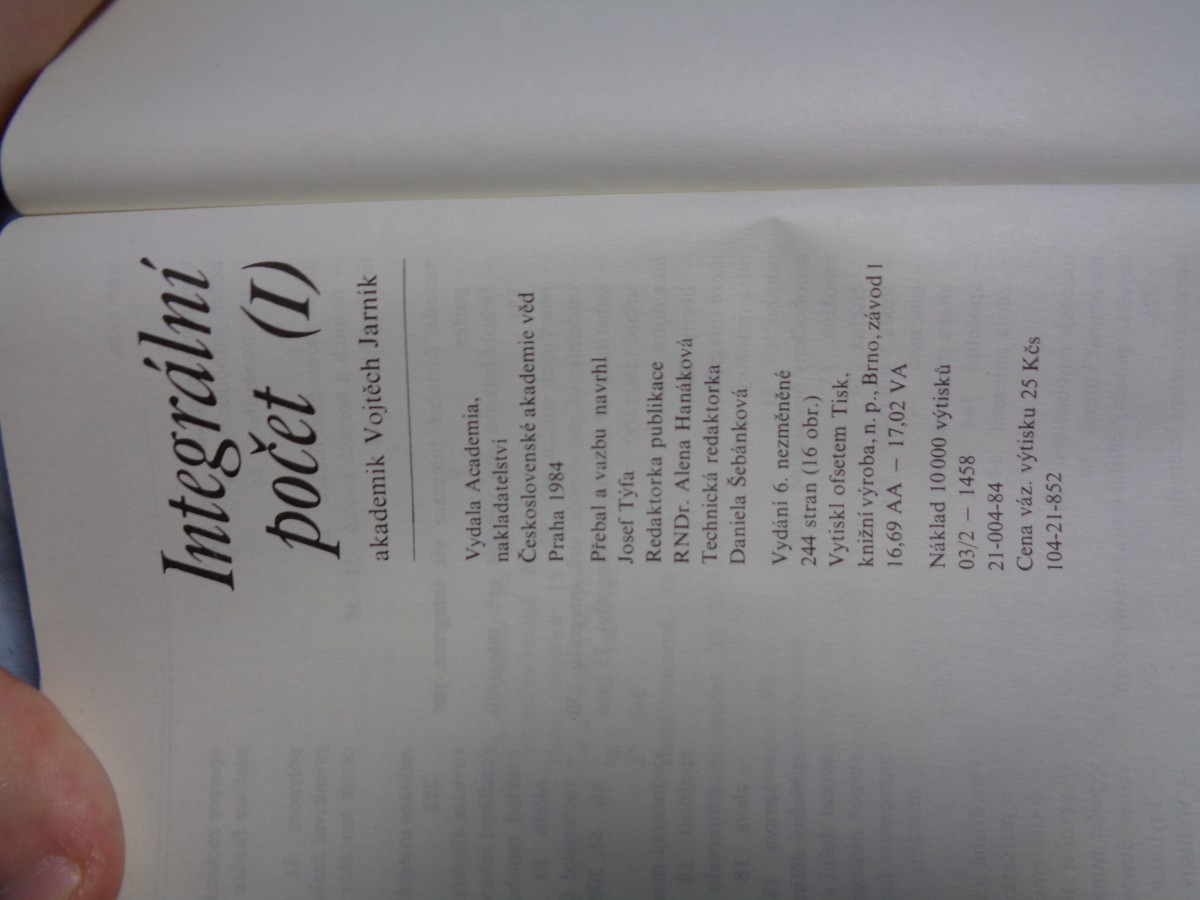 Integrální
počet (I)
akademik Vojtěch Jarník
Vydala Academia,
nakladatelství
Československé akademie věd
Praha 1984
Přebal a vazbu navrhl
Josef Týfa
Redaktorka publikace
RNDr. Alena Hanáková
Technická redaktorka
Daniela Šebánková
Vydání 6. nezměněné
244 stran (16 obr.)
Vytiskl ofsetem Tisk,
knižní výroba, n. p., Brno, závod 1
16,69 AA – 17,02 VA
Náklad 10 000 výtisků
03/2 – 1458
21-004-84
Cena váz. výtisku 25 Kčs
104-21-852